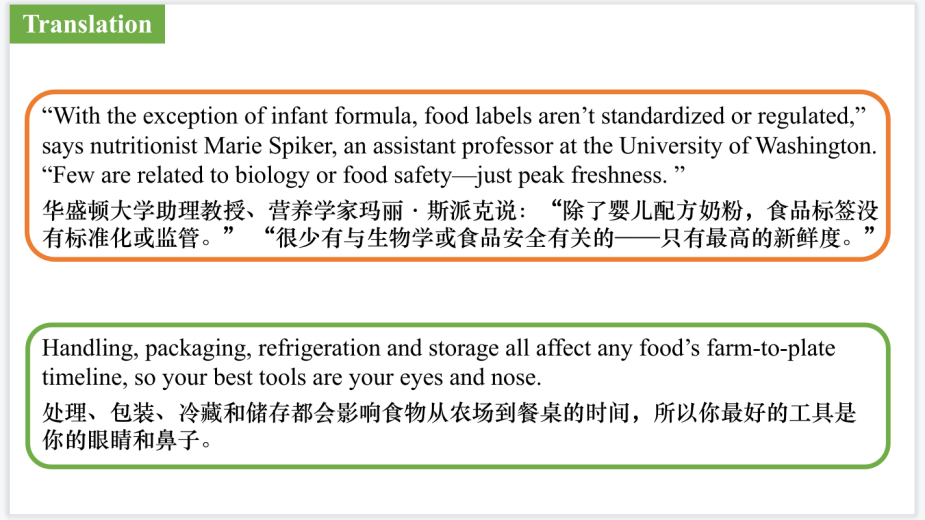 Translation
“With the exception of infant formula, food labels aren’t standardized or regulated,”
says nutritionist Marie Spiker, an assistant professor at the University of Washington.
“Few are related to biology or food safety—just peak freshness. ”
华盛顿大学助理教授、营养学家玛丽·斯派克说：“除了婴儿配方奶粉，食品标签没
有标准化或监管。” “很少有与生物学或食品安全有关的——只有最高的新鲜度。”
Handling, packaging, refrigeration and storage all affect any food’s farm-to-plate
timeline, so your best tools are your eyes and nose.
处理、包装、冷藏和储存都会影响食物从农场到餐桌的时间，所以你最好的工具是
你的眼睛和鼻子。